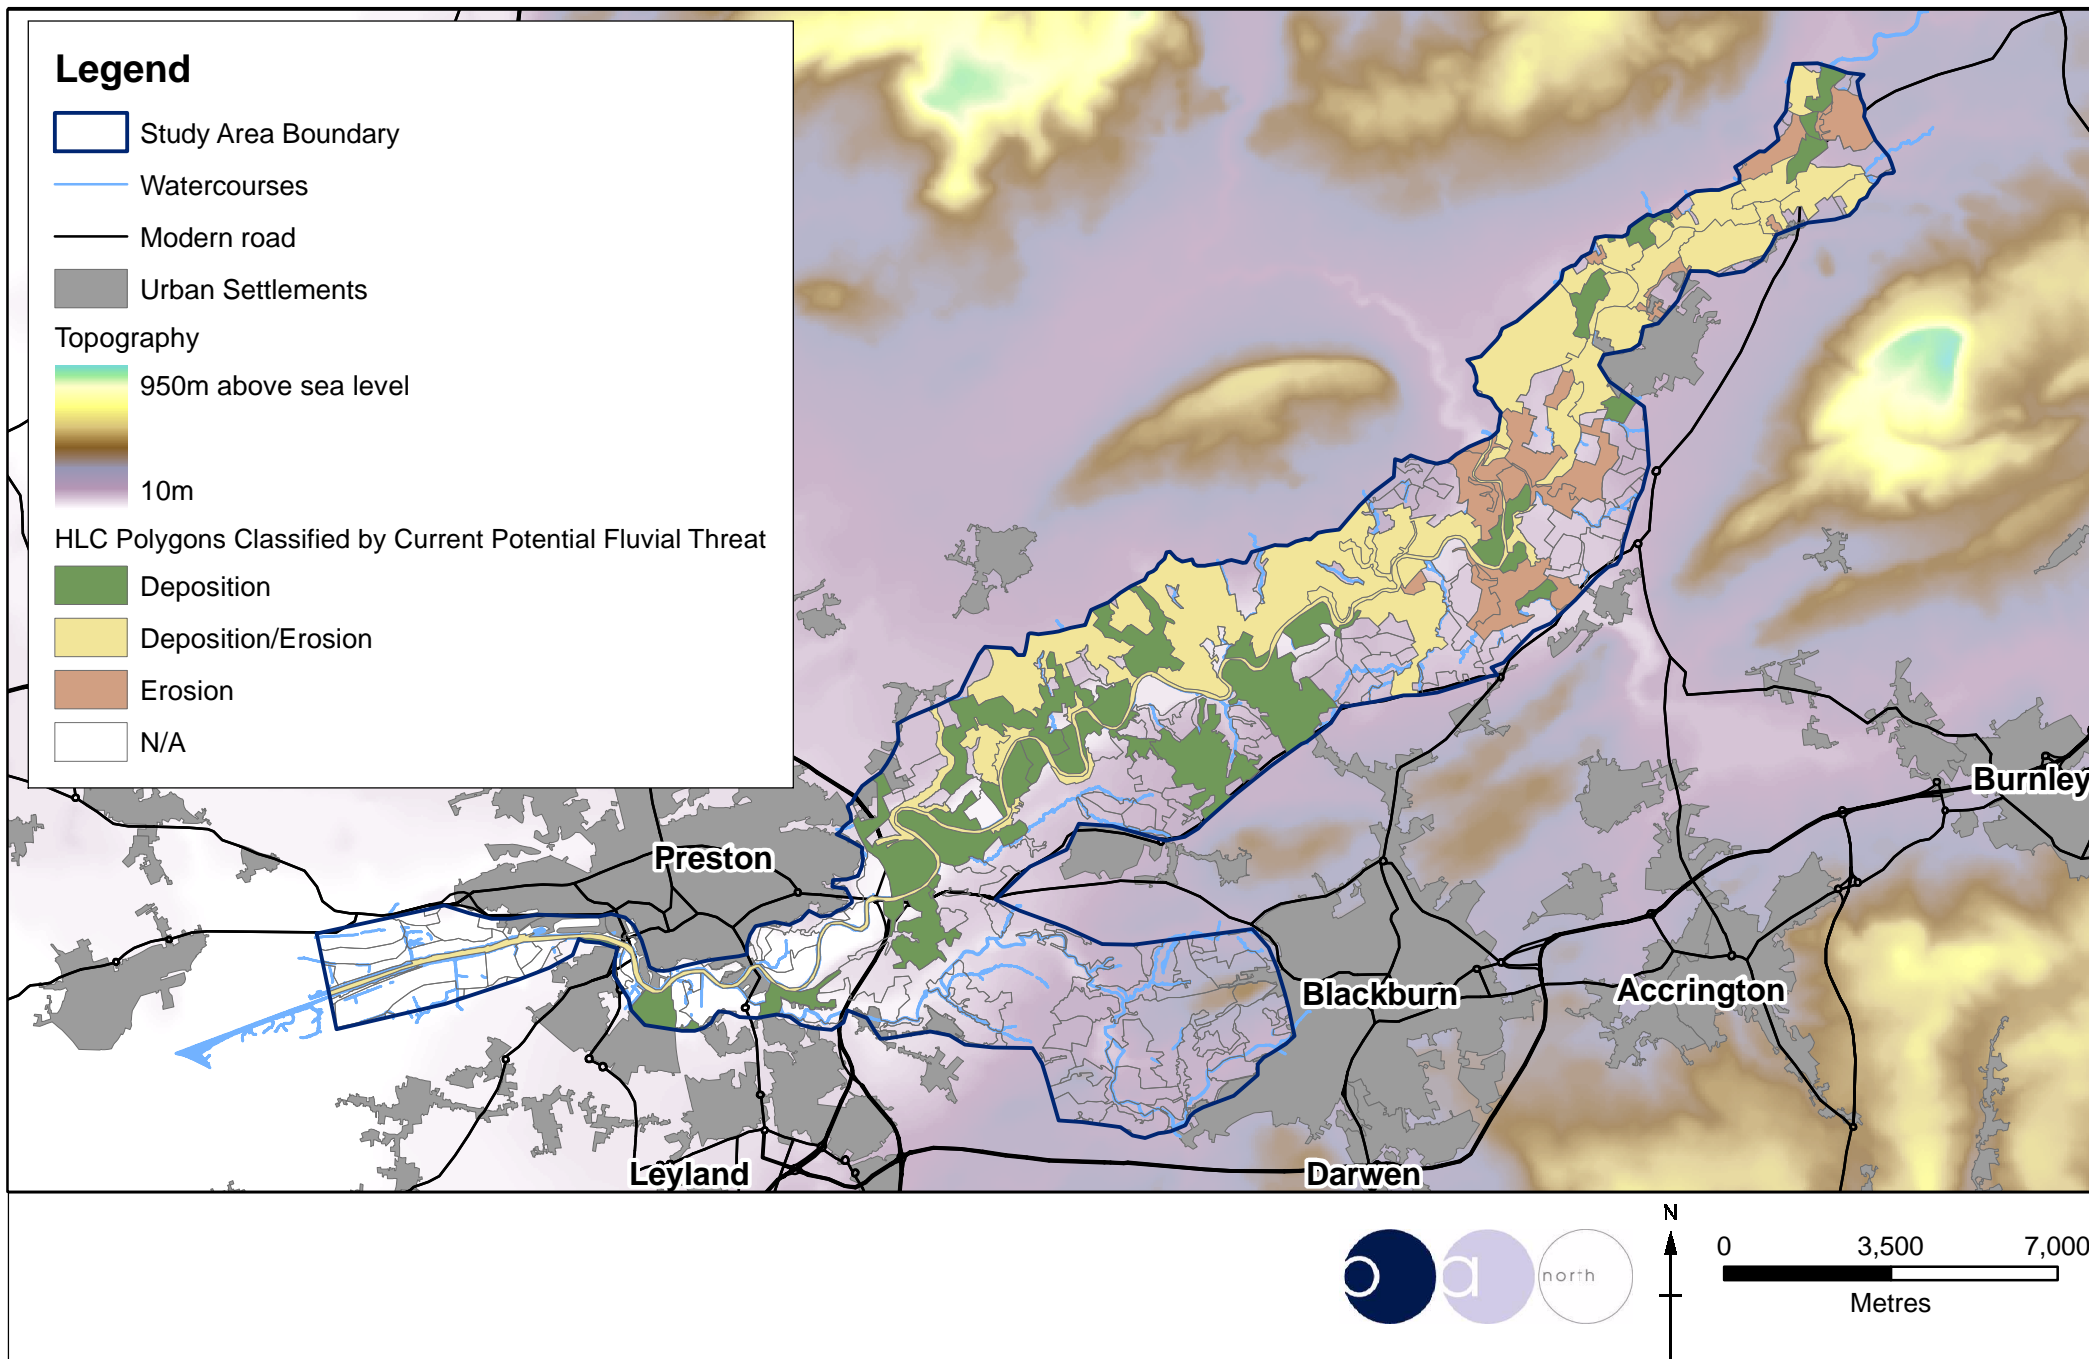 Legend
Study Area Boundary
Watercourses
Modern road
Urban Settlements
Topography
950m above sea level
10m
HLC Polygons Classified by Current Potential Fluvial Threat
Deposition
Deposition/Erosion
Erosion
N/A
Burnley
Preston
Blackburn
Accrington
Leyland
Darwen
o a north
N
0 3,500 7,000
Metres